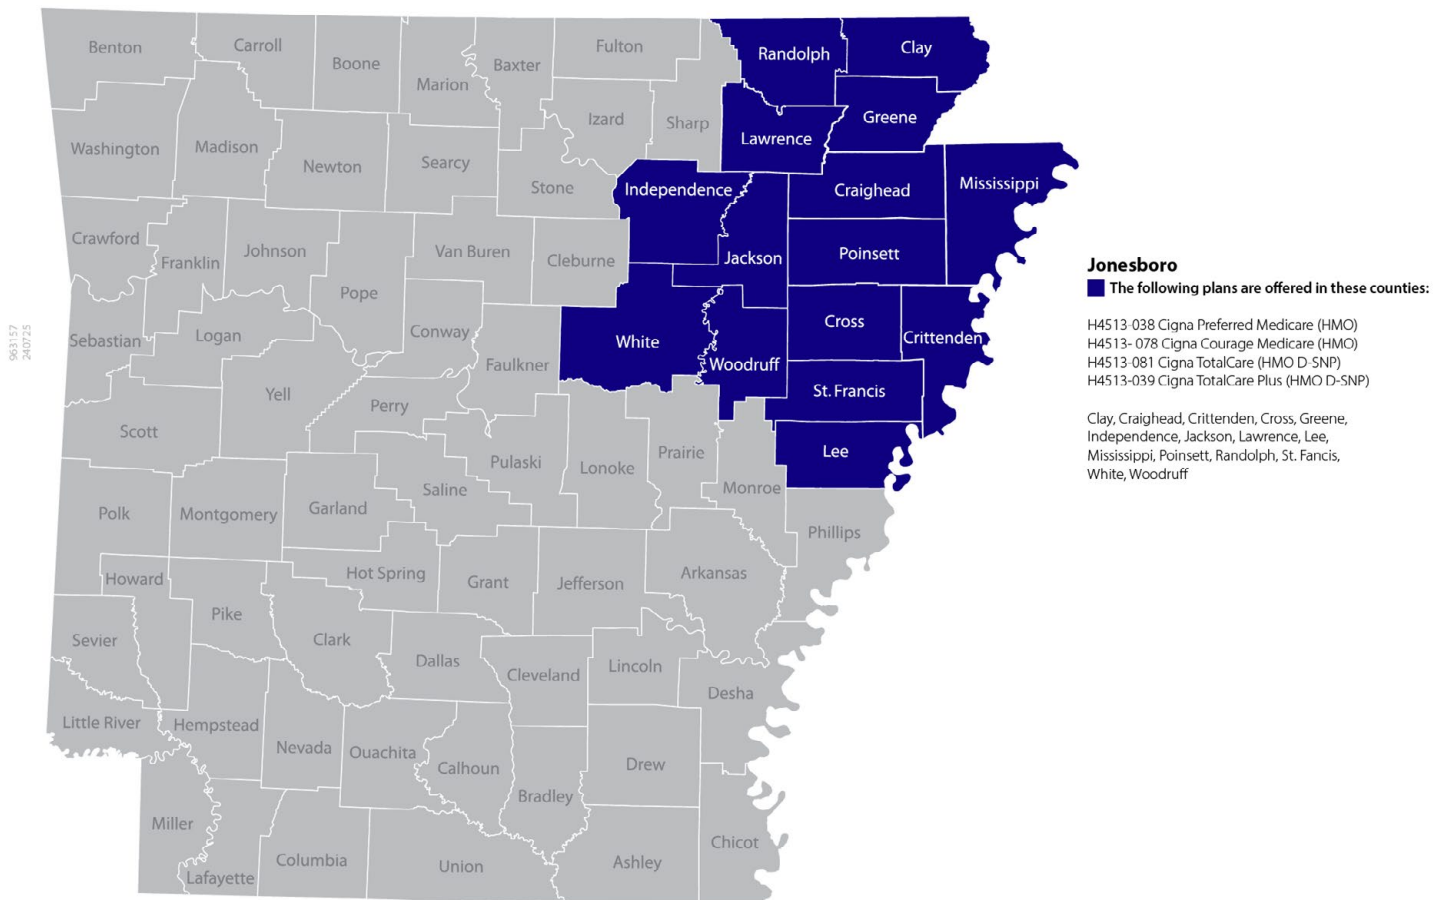 Benton
Carroll
Boone
Marion
Baxter
Fulton
Randolph
Clay
Izard
Sharp
Greene
Lawrence
Washington
Madison
Newton
Searcy
Stone
Independence
Craighead
Mississippi
Crawford
Franklin
Johnson
Van Buren
Cleburne
Jackson
Poinsett
Pope
Sebastian
Logan
Conway
Faulkner
White
Woodruff
Cross
Crittenden
Yell
Perry
St. Francis
Scott
Pulaski
Lonoke
Prairie
Lee
Saline
Monroe
Polk
Montgomery
Garland
Phillips
Howard
Hot Spring
Grant
Jefferson
Arkansas
Pike
Sevier
Clark
Dallas
Cleveland
Lincoln
Desha
Little River
Hempstead
Nevada
Ouachita
Calhoun
Drew
Bradley
Miller
Lafayette
Columbia
Union
Ashley
Chicot
963157
240725
Jonesboro
The following plans are offered in these counties:
H4513-038 Cigna Preferred Medicare (HMO)
H4513- 078 Cigna Courage Medicare (HMO)
H4513-081 Cigna TotalCare (HMO D-SNP)
H4513-039 Cigna TotalCare Plus (HMO D-SNP)
Clay, Craighead, Crittenden, Cross, Greene,
Independence, Jackson, Lawrence, Lee,
Mississippi, Poinsett, Randolph, St. Fancis,
White, Woodruff